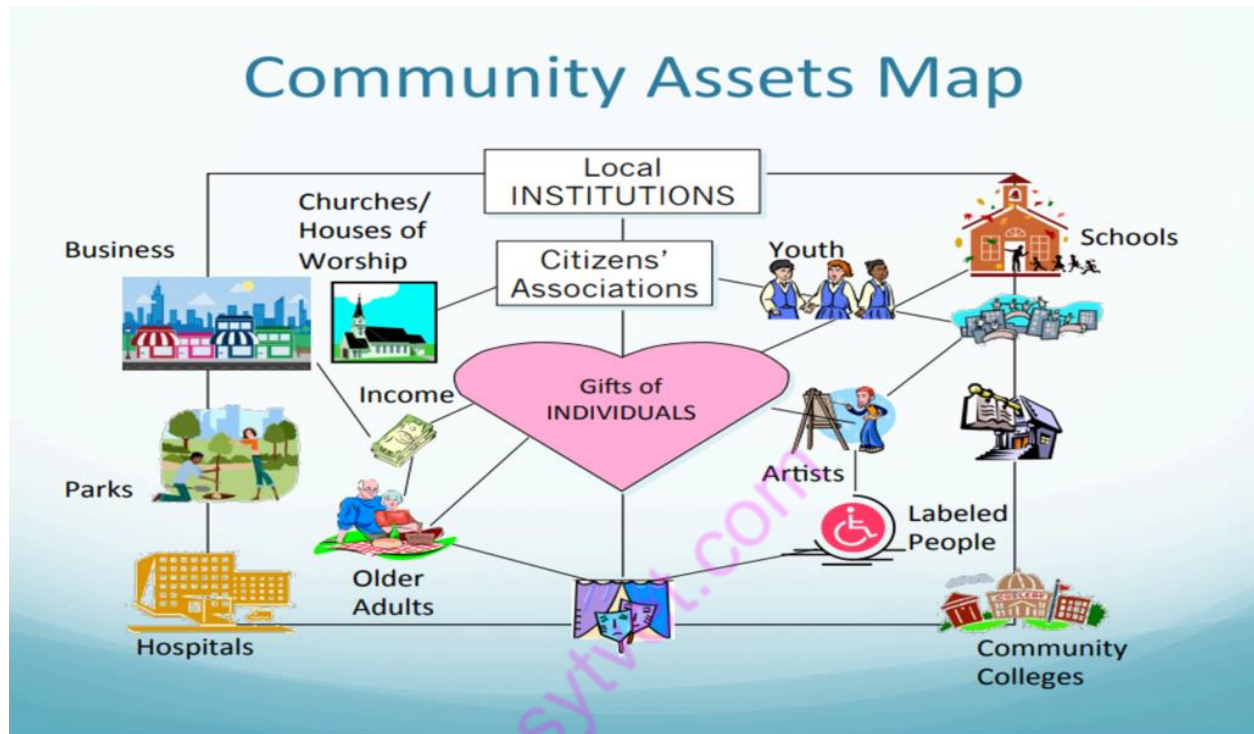 Community Assets Map
Local
INSTITUTIONS
Churches/
Houses of
Worship
Business
Citizens’
Associations
Youth
Schools
Income
Gifts of
INDIVIDUALS
Parks
Artists
Labeled
People
Older
Adults
Hospitals
COLLEGE
Community
Colleges